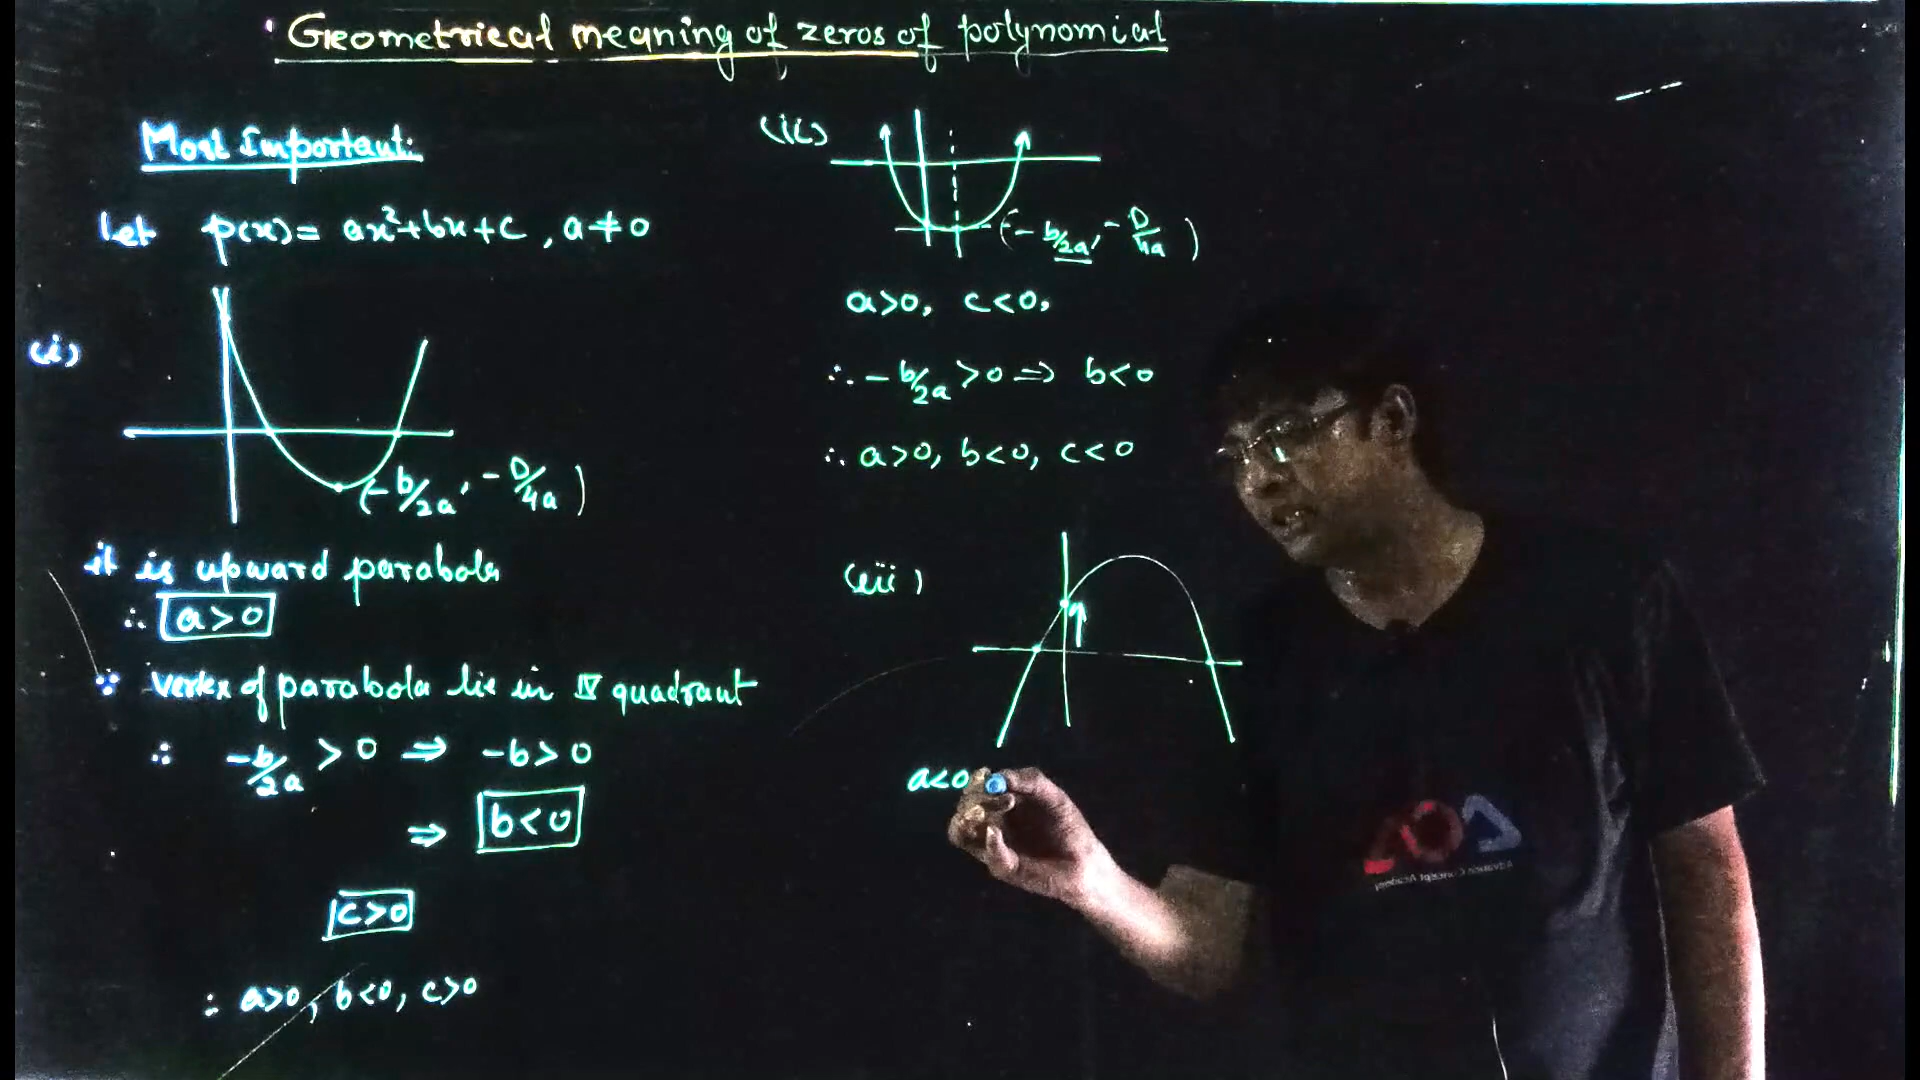 Geometrical meaning of zeros of polynomial
Most Important:
Let p(x) = ax²+bx+c , a ≠ 0
(i)
(-b/2a, -D/4a)
it is upward parabola
∴ a>0
∵ vertex of parabola lie in IV quadrant
∴ -b/2a > 0 ⇒ -b > 0
⇒ b<0
c>0
∴ a>0, b<0, c>0
(ii)
(-b/2a, -D/4a)
a>0, c<0,
∴ -b/2a >0 ⇒ b<0
∴ a>0, b<0, c<0
(iii)
a<0